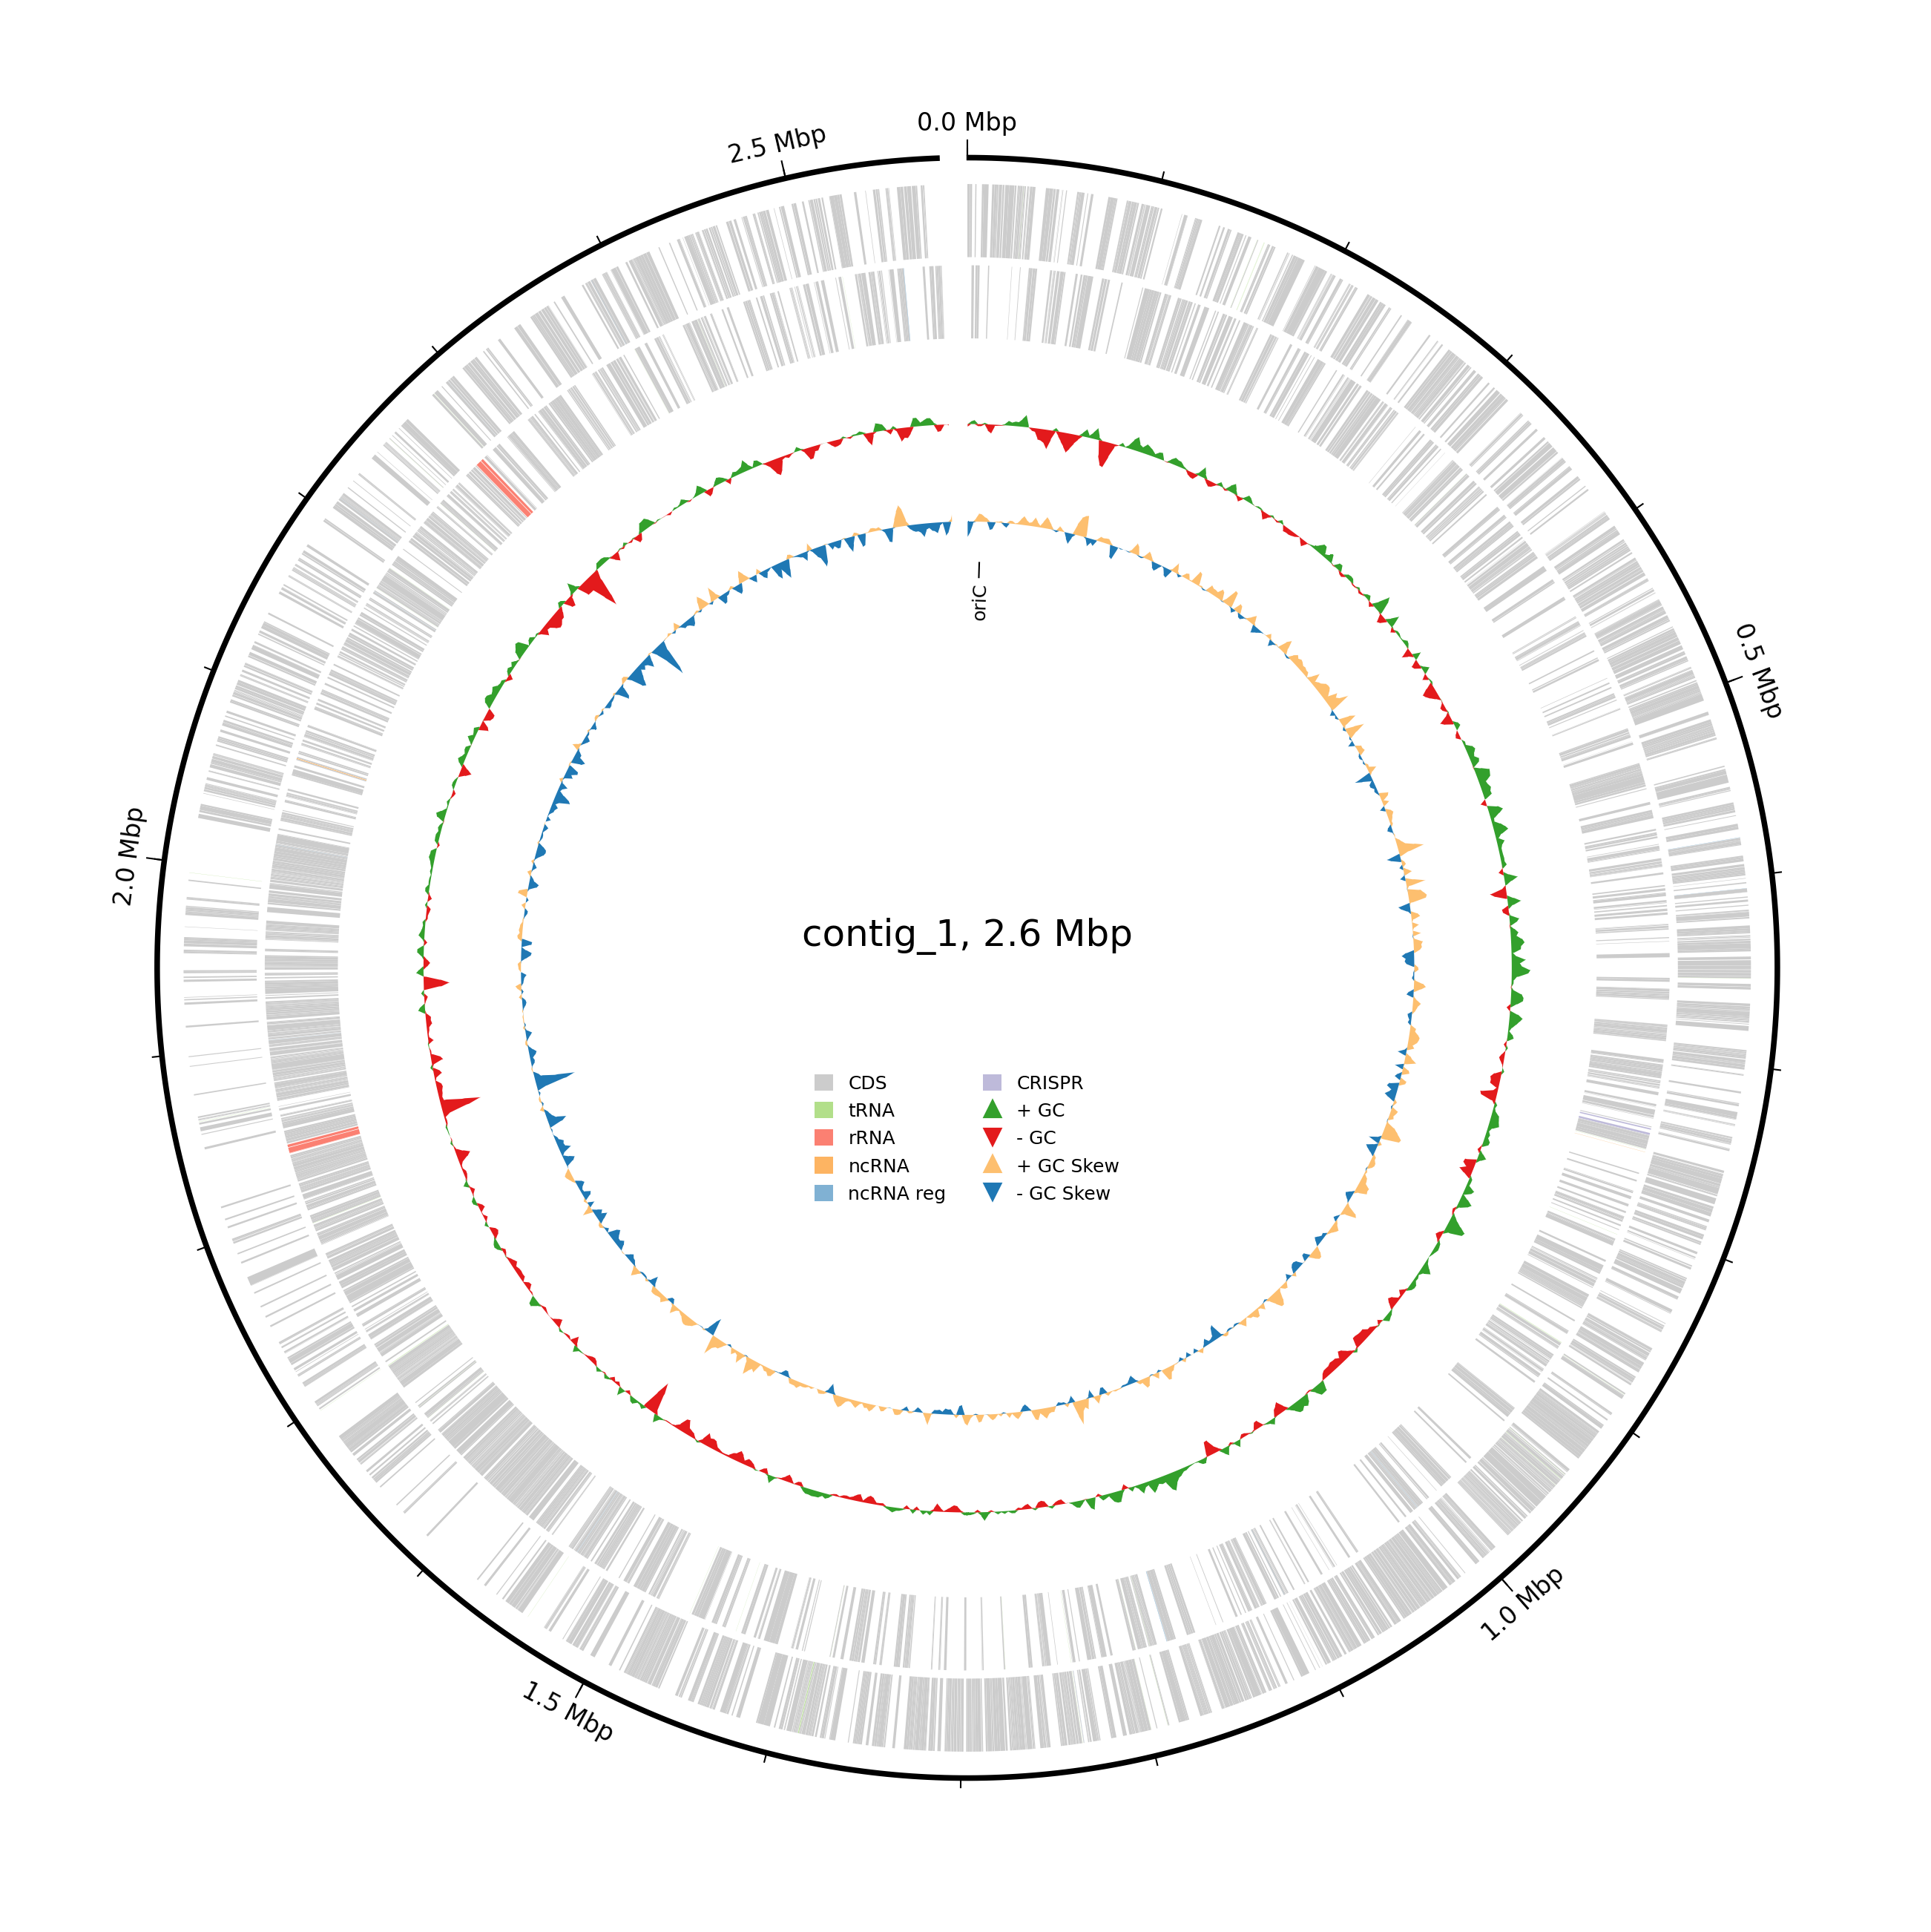 0.0 Mbp
2.5 Mbp
0.5 Mbp
oriC
2.0 Mbp
contig_1, 2.6 Mbp
CDS
tRNA
rRNA
ncRNA
ncRNA reg
CRISPR
+ GC
- GC
+ GC Skew
- GC Skew
1.0 Mbp
1.5 Mbp